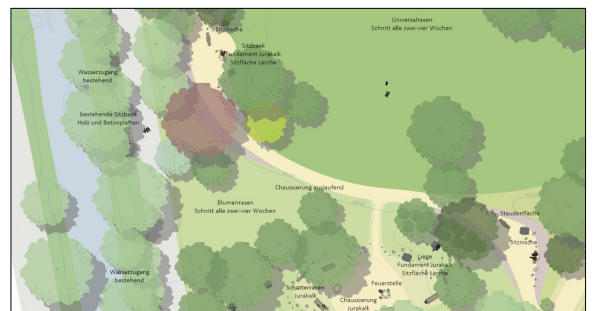 Universalrasen
Schnitt alle zwei-vier Wochen
Sitznische
Sitzbank
Fundament Jurakalk
Sitzfläche Lärche
Wasserzugang
bestehend
bestehende Sitzbank
Holz und Betonplatten
Chaussierung auslaufend
Blumenrasen
Schnitt alle zwei-vier Wochen
Staudenfläche
Sitznische
Liege
Fundament Jurakalk
Sitzfläche Lärche
Wasserzugang
bestehend
Schotterrasen
Jurakalk
Feuerstelle
Chaussierung
Jurakalk